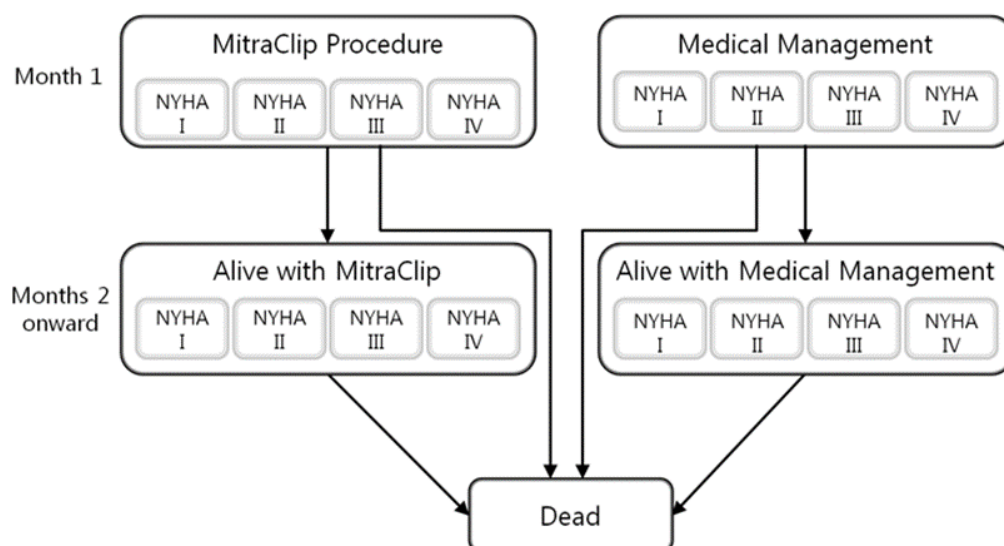 MitraClip Procedure
Medical Management
Month 1
NYHA
I
NYHA
II
NYHA
III
NYHA
IV
NYHA
I
NYHA
II
NYHA
III
NYHA
IV
Alive with MitraClip
Alive with Medical Management
Months 2
onward
NYHA
I
NYHA
II
NYHA
III
NYHA
IV
NYHA
I
NYHA
II
NYHA
III
NYHA
IV
Dead